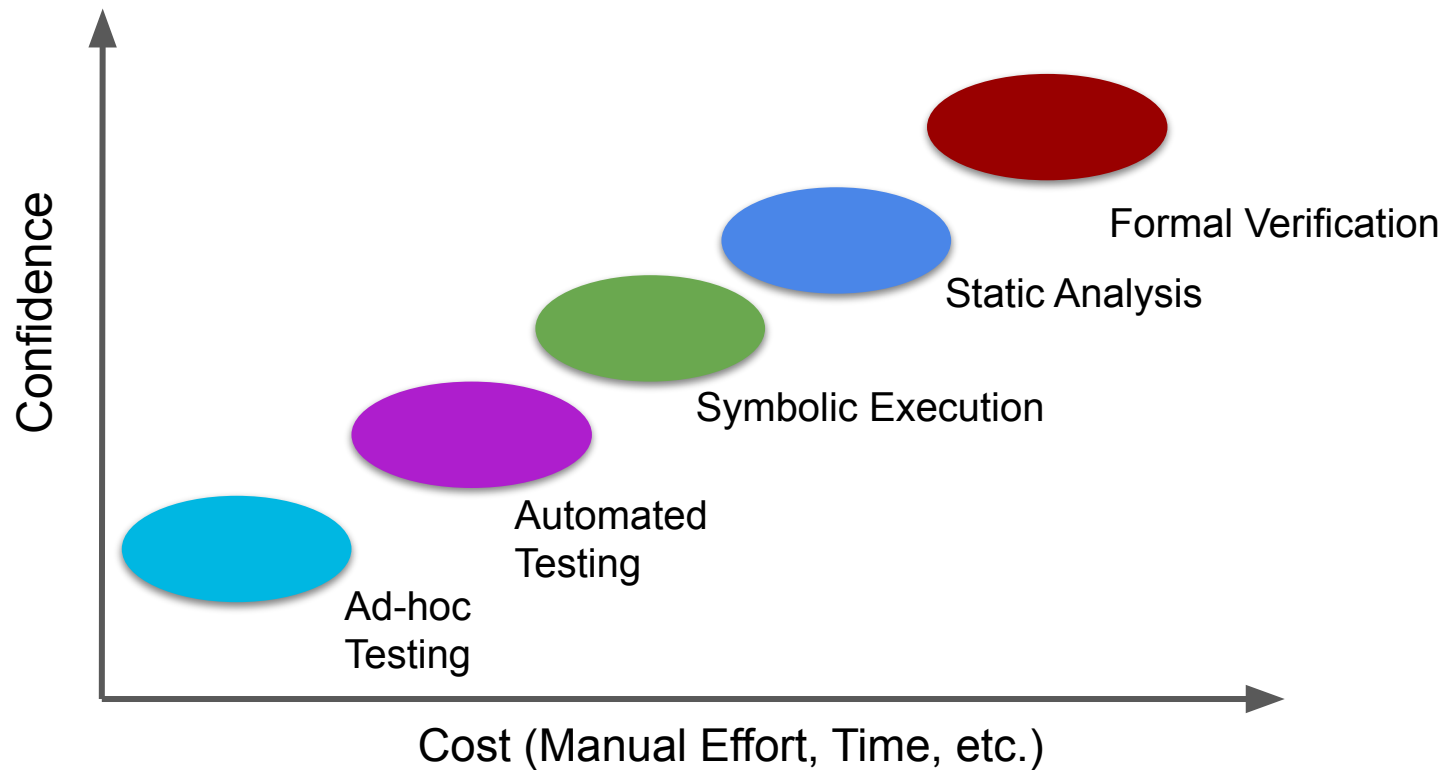 Confidence
Formal Verification
Static Analysis
Symbolic Execution
Automated
Testing
Ad-hoc
Testing
Cost (Manual Effort, Time, etc.)